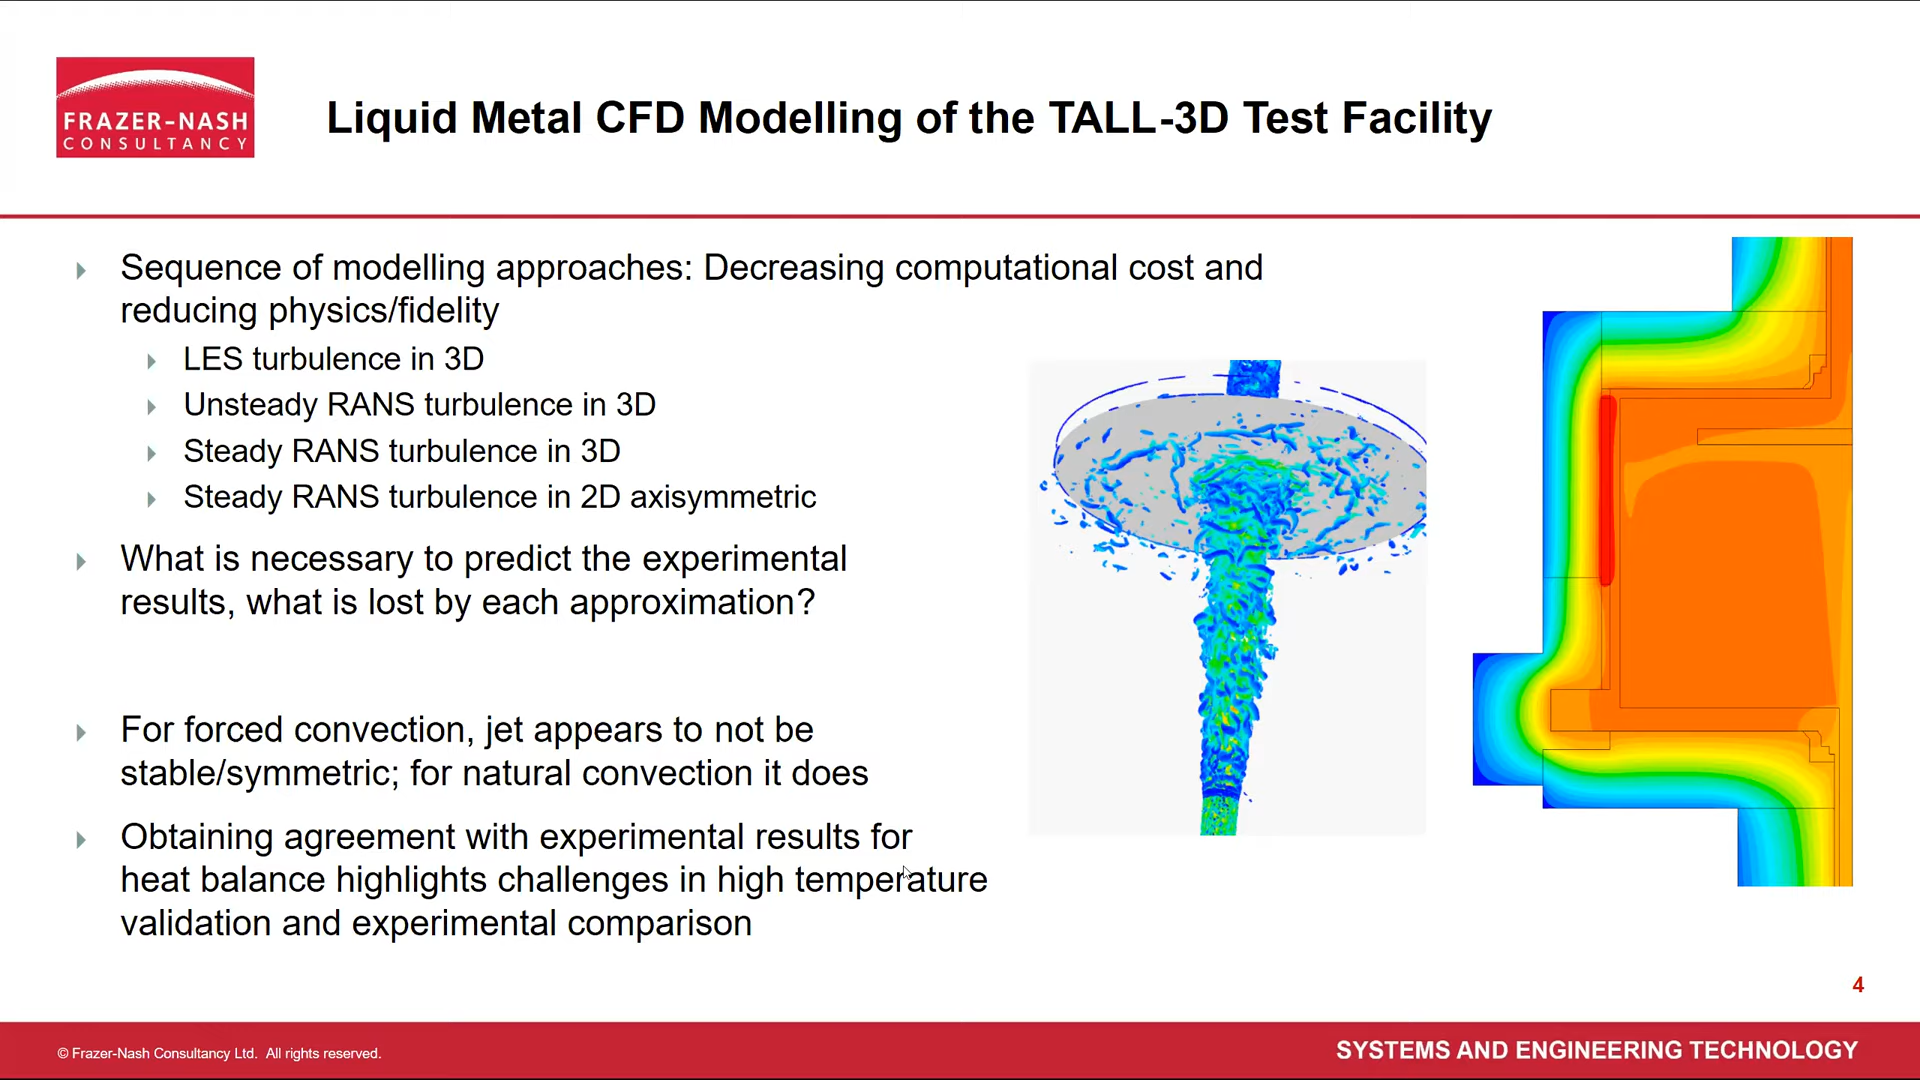 FRAZER-NASH
CONSULTANCY
Liquid Metal CFD Modelling of the TALL-3D Test Facility
Sequence of modelling approaches: Decreasing computational cost and
reducing physics/fidelity
LES turbulence in 3D
Unsteady RANS turbulence in 3D
Steady RANS turbulence in 3D
Steady RANS turbulence in 2D axisymmetric
What is necessary to predict the experimental
results, what is lost by each approximation?
For forced convection, jet appears to not be
stable/symmetric; for natural convection it does
Obtaining agreement with experimental results for
heat balance highlights challenges in high temperature
validation and experimental comparison
4
© Frazer-Nash Consultancy Ltd. All rights reserved.
SYSTEMS AND ENGINEERING TECHNOLOGY